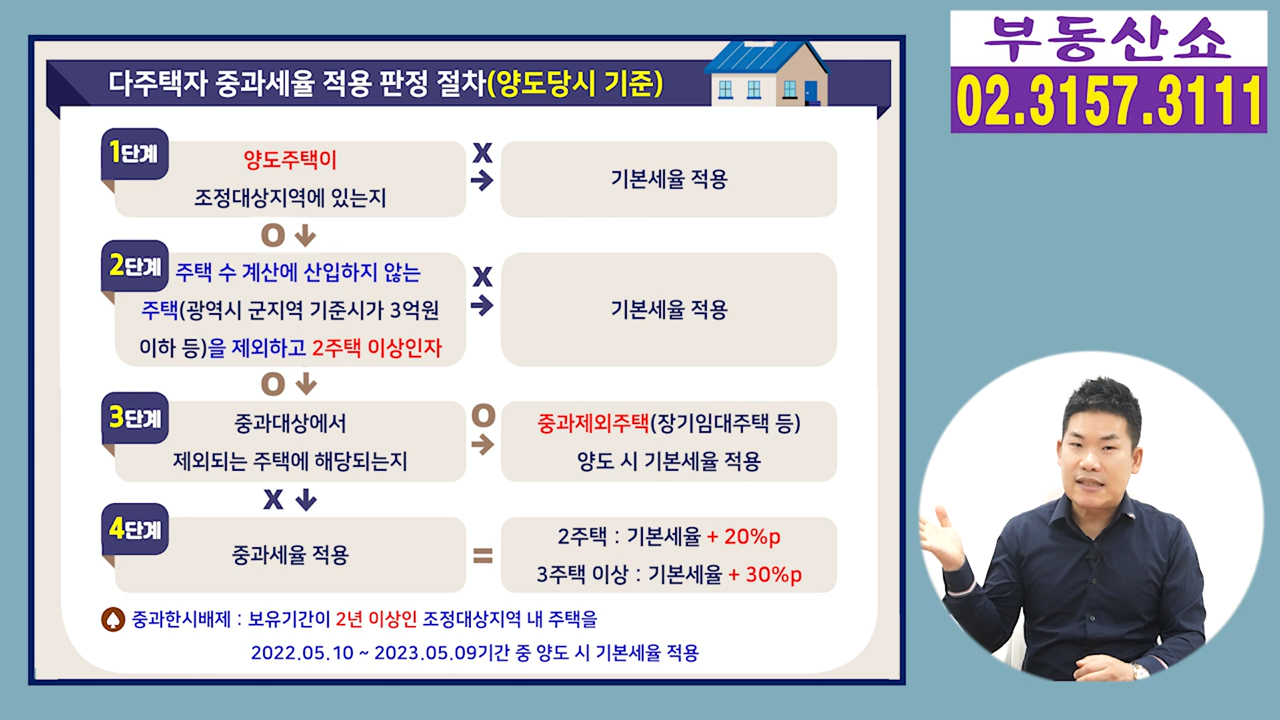 부동산쇼
02.3157.3111
다주택자 중과세율 적용 판정 절차(양도당시 기준)
1단계
양도주택이
조정대상지역에 있는지
X
→
기본세율 적용
O ↓
2단계
주택 수 계산에 산입하지 않는
주택(광역시 군지역 기준시가 3억원
이하 등)을 제외하고 2주택 이상인자
X
→
기본세율 적용
O ↓
3단계
중과대상에서
제외되는 주택에 해당되는지
O
→
중과제외주택(장기임대주택 등)
양도 시 기본세율 적용
X ↓
4단계
중과세율 적용
=
2주택 : 기본세율 + 20%p
3주택 이상 : 기본세율 + 30%p
중과한시배제 : 보유기간이 2년 이상인 조정대상지역 내 주택을
2022.05.10 ~ 2023.05.09기간 중 양도 시 기본세율 적용